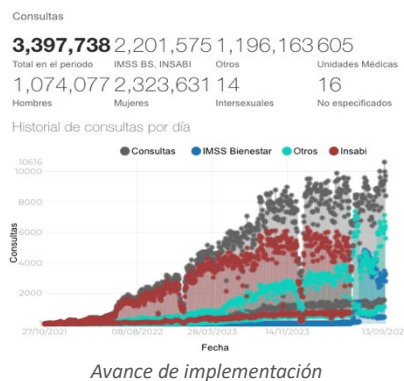 Consultas
3,397,738 2,201,575 1,196,163 605
Total en el periodo IMSS BS, INSABI Otros Unidades Médicas
1,074,077 2,323,631 14 16
Hombres Mujeres Intersexuales No especificados
Historial de consultas por día
Consultas IMSS Bienestar Otros Insabi
10616
10000
8000
6000
4000
2000
Consultas
27/10/2021 08/08/2022 28/03/2023 14/11/2023 13/09/202
Fecha
Avance de implementación